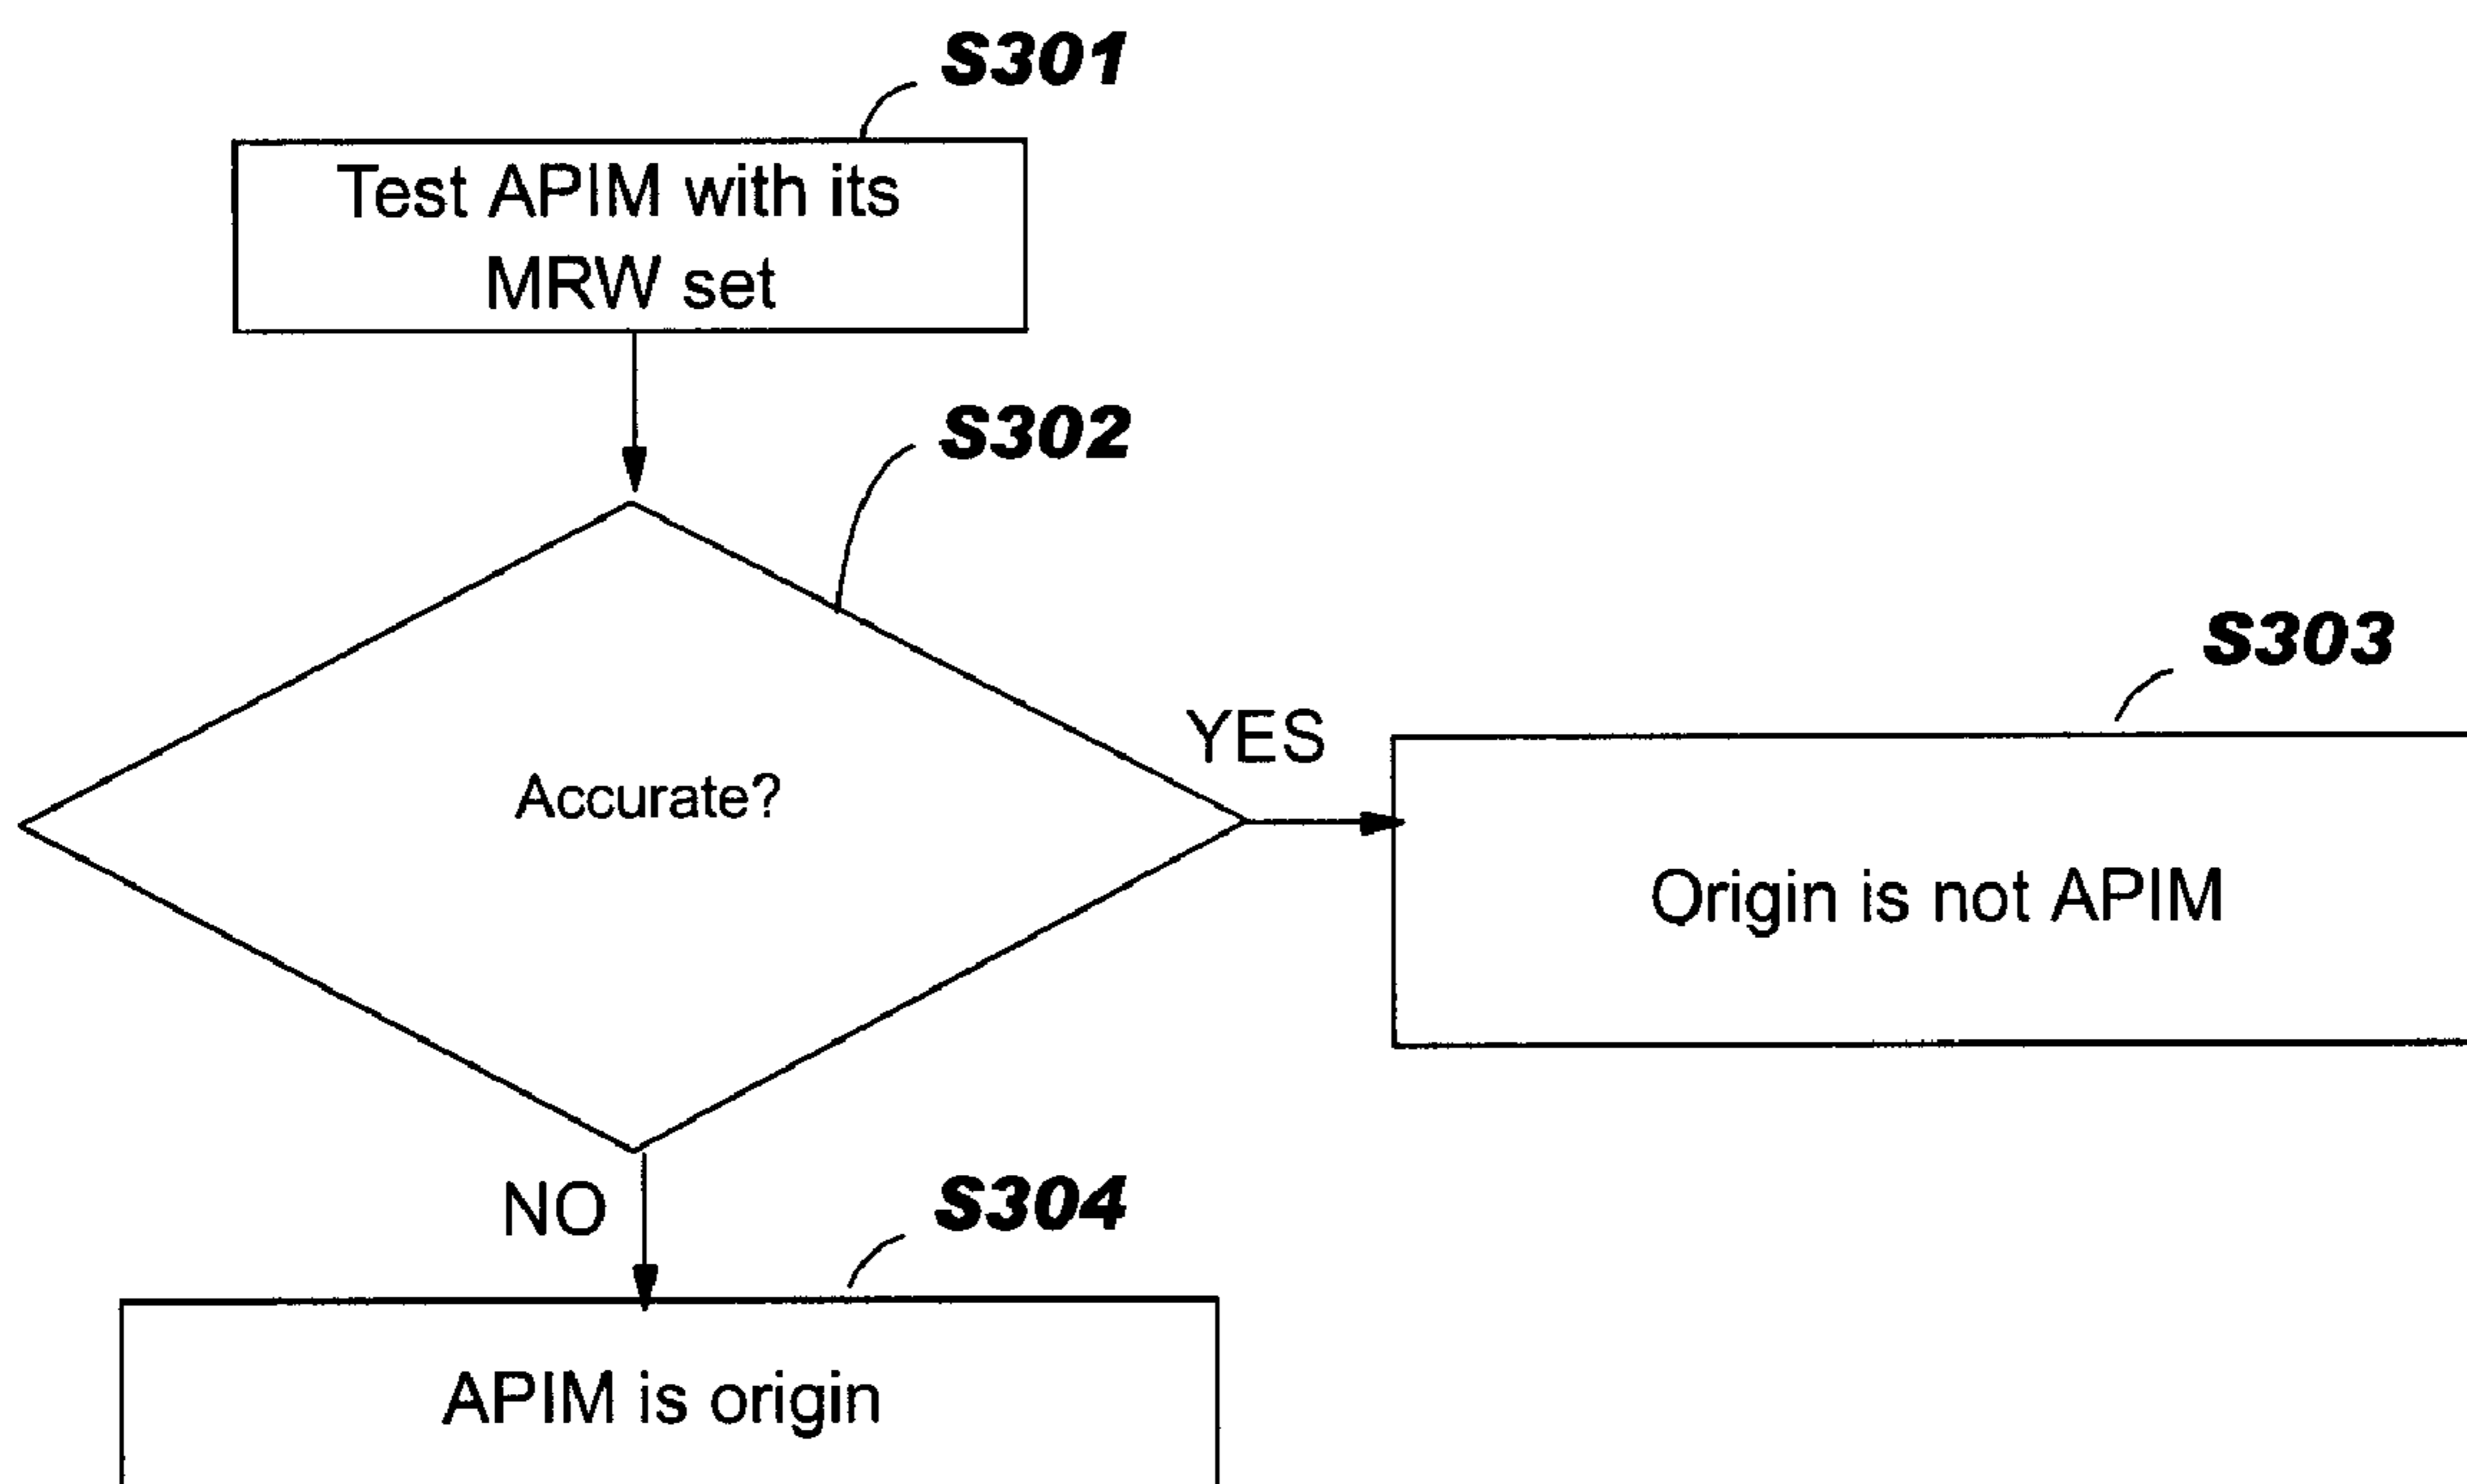 S301
Test APIM with its
MRW set
S302
Accurate?
YES
S303
Origin is not APIM
NO
S304
APIM is origin